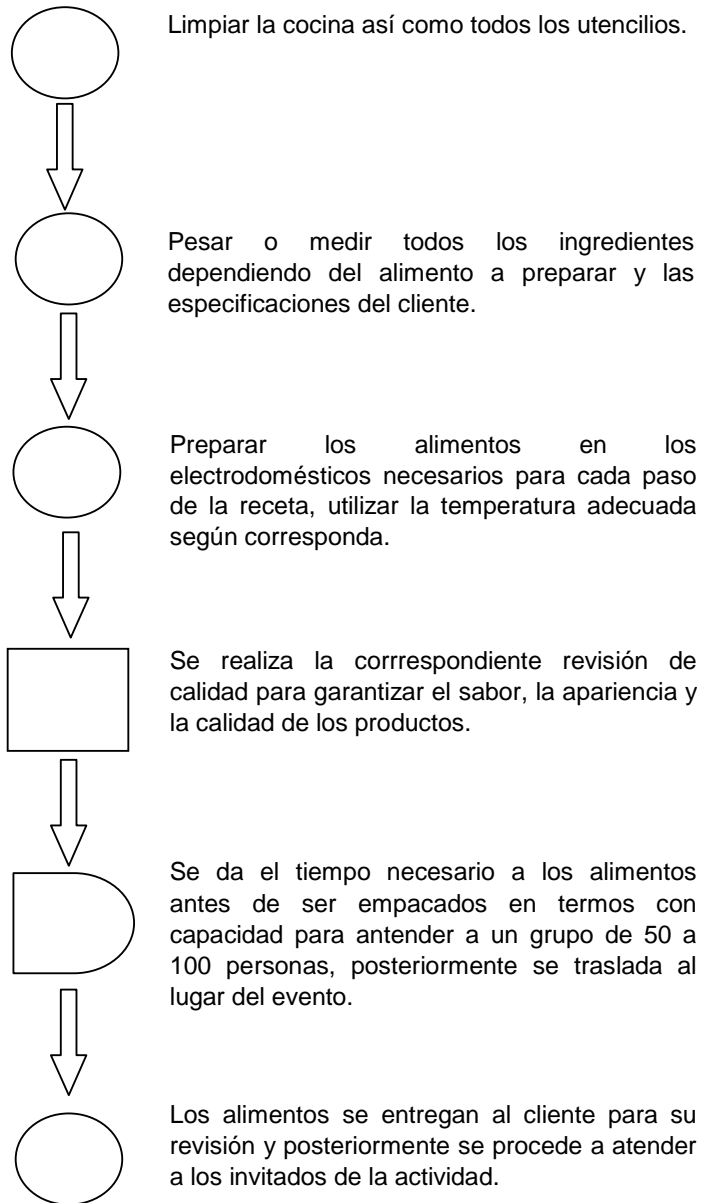 Limpiar la cocina así como todos los utencilios.
Pesar o medir todos los ingredientes
dependiendo del alimento a preparar y las
especificaciones del cliente.
Preparar los alimentos en los
electrodomésticos necesarios para cada paso
de la receta, utilizar la temperatura adecuada
según corresponda.
Se realiza la corrrespondiente revisión de
calidad para garantizar el sabor, la apariencia y
la calidad de los productos.
Se da el tiempo necesario a los alimentos
antes de ser empacados en termos con
capacidad para antender a un grupo de 50 a
100 personas, posteriormente se traslada al
lugar del evento.
Los alimentos se entregan al cliente para su
revisión y posteriormente se procede a atender
a los invitados de la actividad.